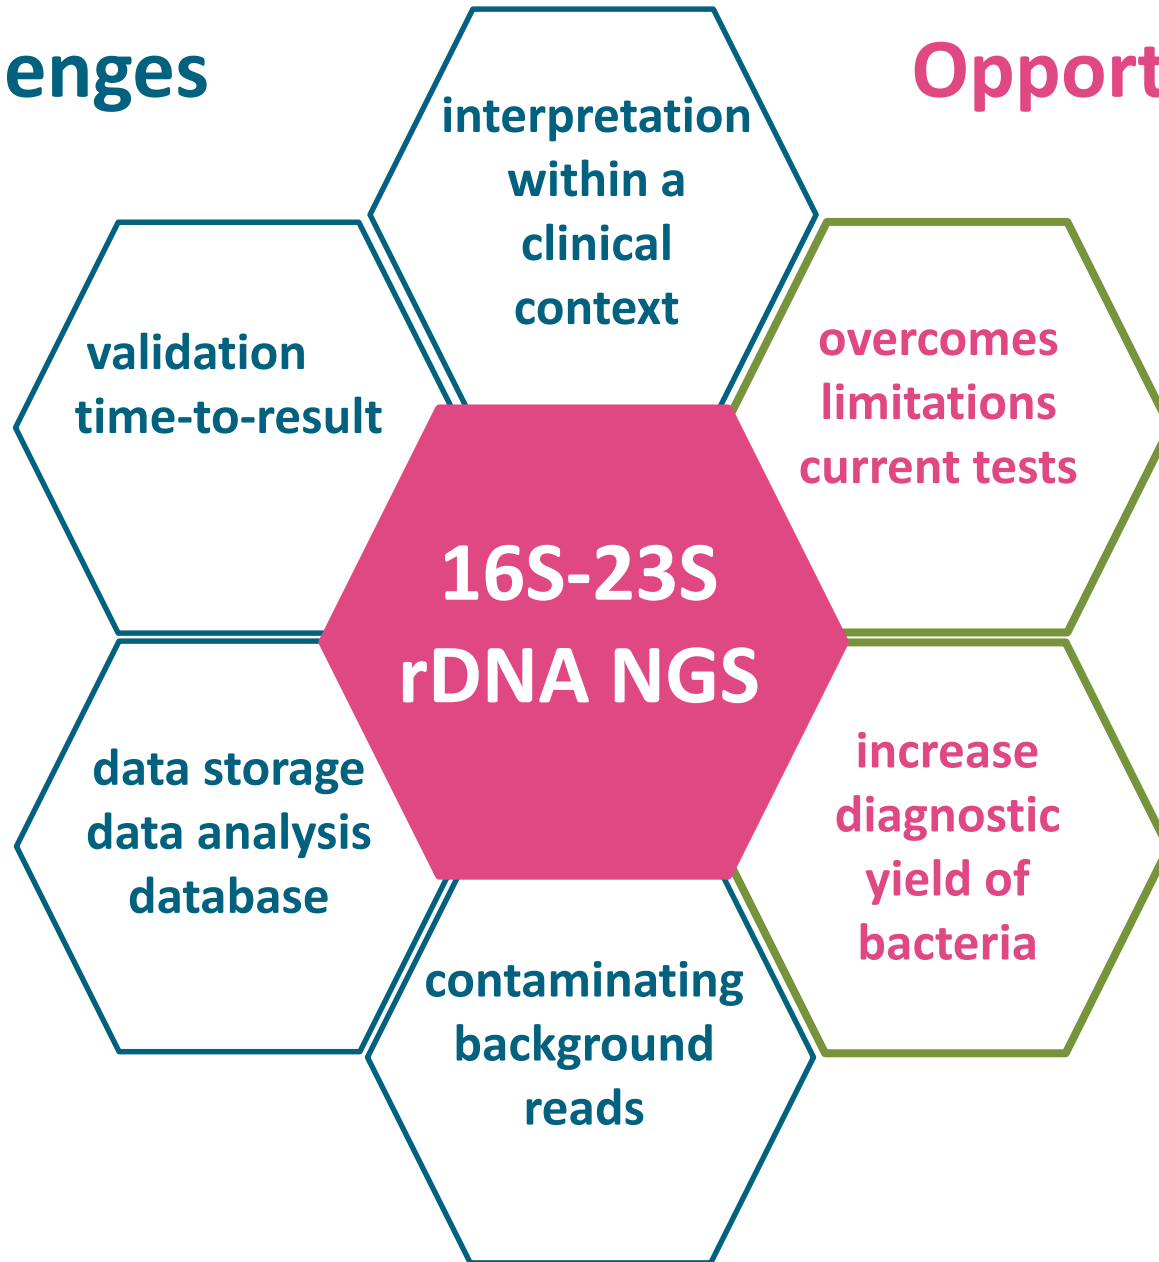 enges
Opport
interpretation
within a
clinical
context
validation
time-to-result
overcomes
limitations
current tests
16S-23S
rDNA NGS
data storage
data analysis
database
increase
diagnostic
yield of
bacteria
contaminating
background
reads